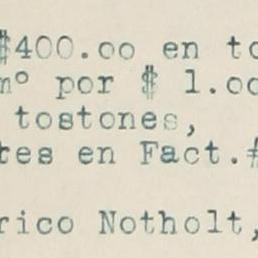 $400.oo en to
mº por $ 1.oo
tostones,
tes en Fact.#
rico Notholt,